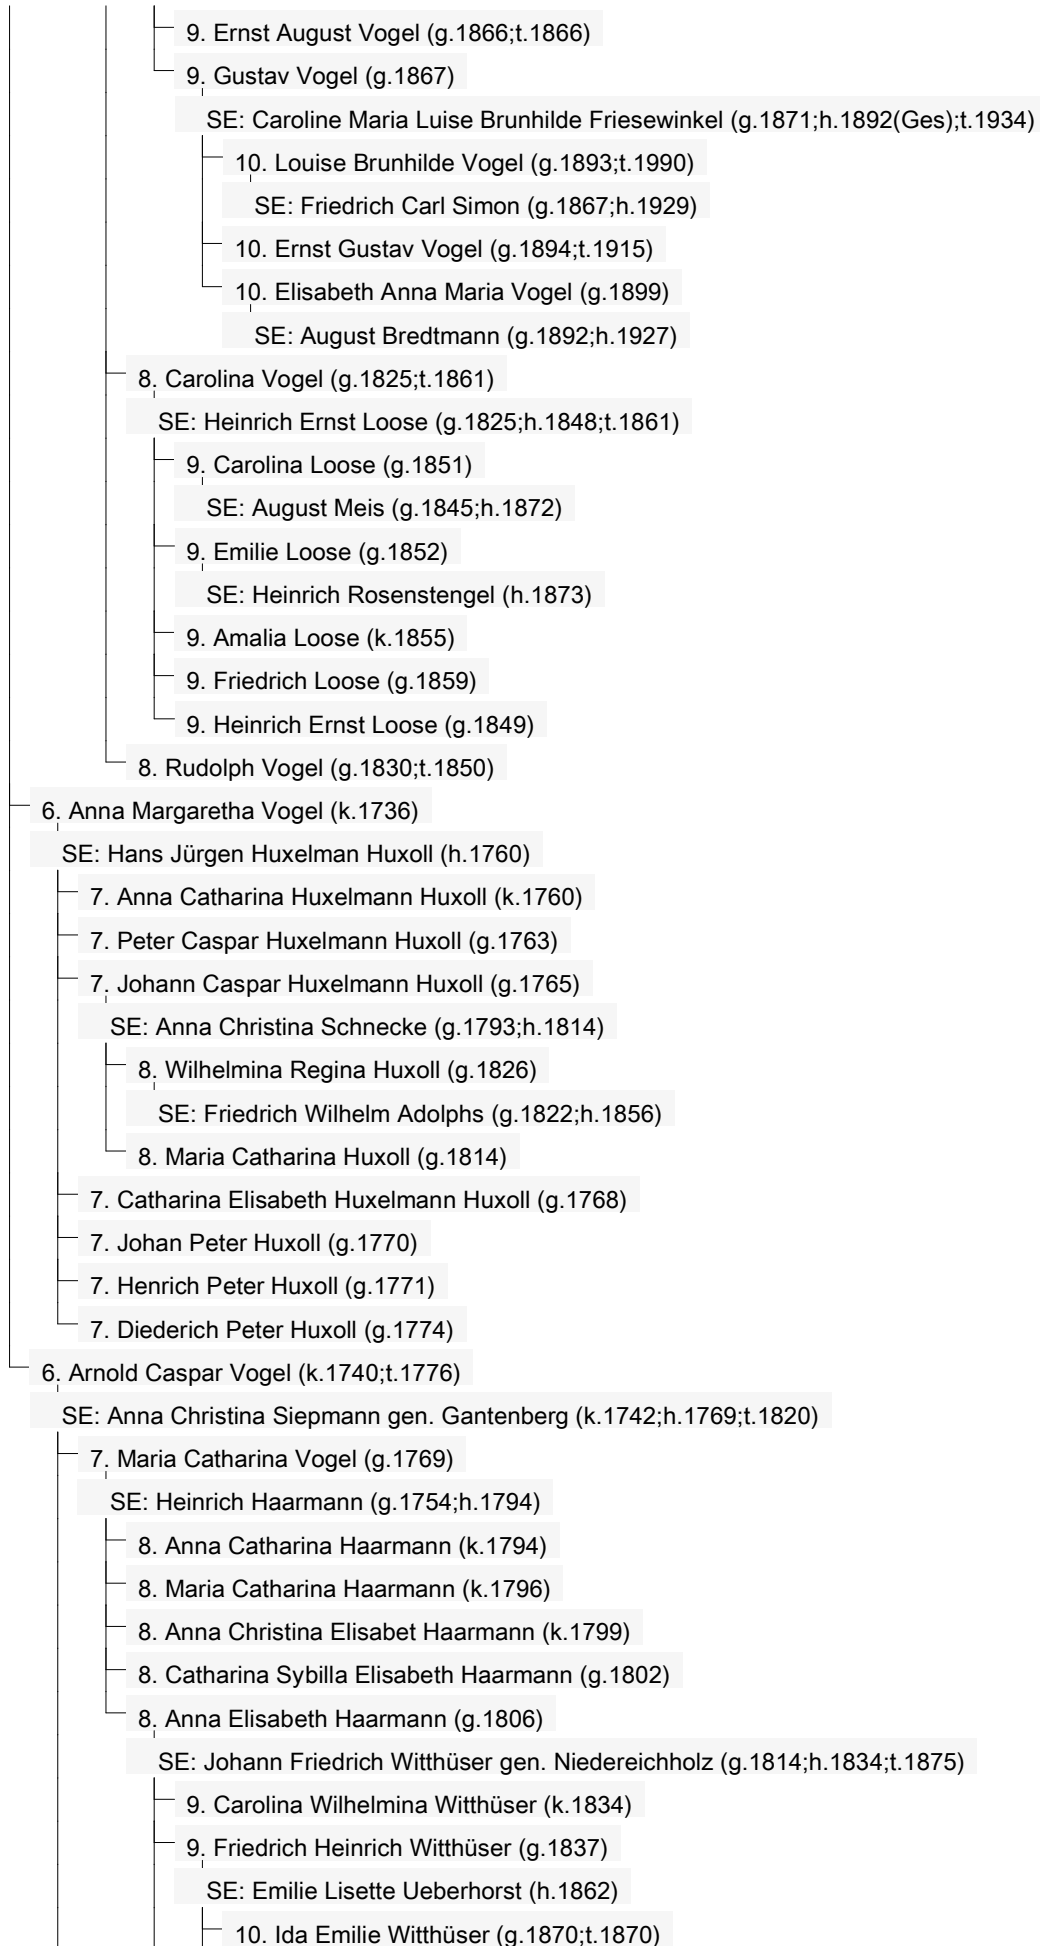 9. Ernst August Vogel (g.1866;t.1866)
9. Gustav Vogel (g.1867)
SE: Caroline Maria Luise Brunhilde Friesewinkel (g.1871;h.1892(Ges);t.1934)
10. Louise Brunhilde Vogel (g.1893;t.1990)
SE: Friedrich Carl Simon (g.1867;h.1929)
10. Ernst Gustav Vogel (g.1894;t.1915)
10. Elisabeth Anna Maria Vogel (g.1899)
SE: August Bredtmann (g.1892;h.1927)
8. Carolina Vogel (g.1825;t.1861)
SE: Heinrich Ernst Loose (g.1825;h.1848;t.1861)
9. Carolina Loose (g.1851)
SE: August Meis (g.1845;h.1872)
9. Emilie Loose (g.1852)
SE: Heinrich Rosenstengel (h.1873)
9. Amalia Loose (k.1855)
9. Friedrich Loose (g.1859)
9. Heinrich Ernst Loose (g.1849)
8. Rudolph Vogel (g.1830;t.1850)
6. Anna Margaretha Vogel (k.1736)
SE: Hans Jürgen Huxelman Huxoll (h.1760)
7. Anna Catharina Huxelmann Huxoll (k.1760)
7. Peter Caspar Huxelmann Huxoll (g.1763)
7. Johann Caspar Huxelmann Huxoll (g.1765)
SE: Anna Christina Schnecke (g.1793;h.1814)
8. Wilhelmina Regina Huxoll (g.1826)
SE: Friedrich Wilhelm Adolphs (g.1822;h.1856)
8. Maria Catharina Huxoll (g.1814)
7. Catharina Elisabeth Huxelmann Huxoll (g.1768)
7. Johan Peter Huxoll (g.1770)
7. Henrich Peter Huxoll (g.1771)
7. Diederich Peter Huxoll (g.1774)
6. Arnold Caspar Vogel (k.1740;t.1776)
SE: Anna Christina Siepmann gen. Gantenberg (k.1742;h.1769;t.1820)
7. Maria Catharina Vogel (g.1769)
SE: Heinrich Haarmann (g.1754;h.1794)
8. Anna Catharina Haarmann (k.1794)
8. Maria Catharina Haarmann (k.1796)
8. Anna Christina Elisabet Haarmann (k.1799)
8. Catharina Sybilla Elisabeth Haarmann (g.1802)
8. Anna Elisabeth Haarmann (g.1806)
SE: Johann Friedrich Witthüser gen. Niedereichholz (g.1814;h.1834;t.1875)
9. Carolina Wilhelmina Witthüser (k.1834)
9. Friedrich Heinrich Witthüser (g.1837)
SE: Emilie Lisette Ueberhorst (h.1862)
10. Ida Emilie Witthüser (g.1870;t.1870)